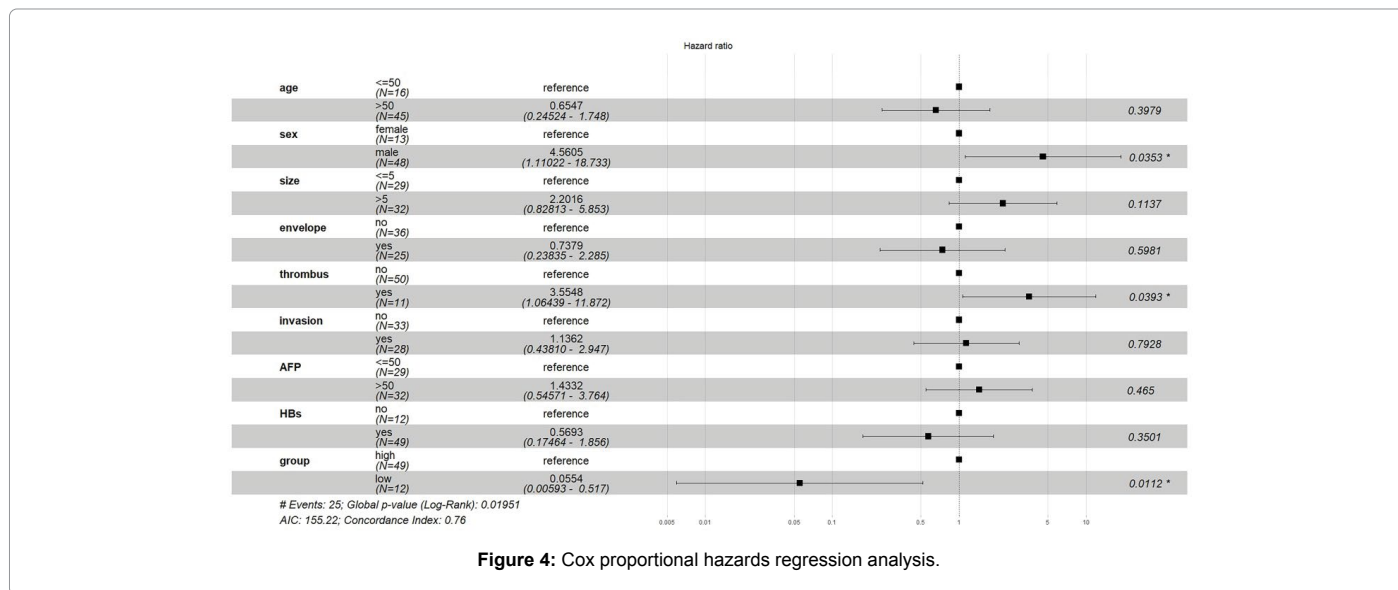 Hazard ratio
age <=50 (N=16) reference
>50 (N=45) 0.6547 (0.24524 - 1.748) 0.3979
sex female (N=13) reference
male (N=48) 4.5605 (1.11022 - 18.733) 0.0353 *
size <=5 (N=29) reference
>5 (N=32) 2.2016 (0.82813 - 5.853) 0.1137
envelope no (N=36) reference
yes (N=25) 0.7379 (0.23835 - 2.285) 0.5981
thrombus no (N=50) reference
yes (N=11) 3.5548 (1.06439 - 11.872) 0.0393 *
invasion no (N=33) reference
yes (N=28) 1.1362 (0.43810 - 2.947) 0.7928
AFP <=50 (N=29) reference
>50 (N=32) 1.4332 (0.54571 - 3.764) 0.465
HBs no (N=12) reference
yes (N=49) 0.5693 (0.17464 - 1.856) 0.3501
group high (N=49) reference
low (N=12) 0.0554 (0.00593 - 0.517) 0.0112 *
# Events: 25; Global p-value (Log-Rank): 0.01951
AIC: 155.22; Concordance Index: 0.76
0.005 0.01 0.05 0.1 0.5 1 5 10
Figure 4: Cox proportional hazards regression analysis.